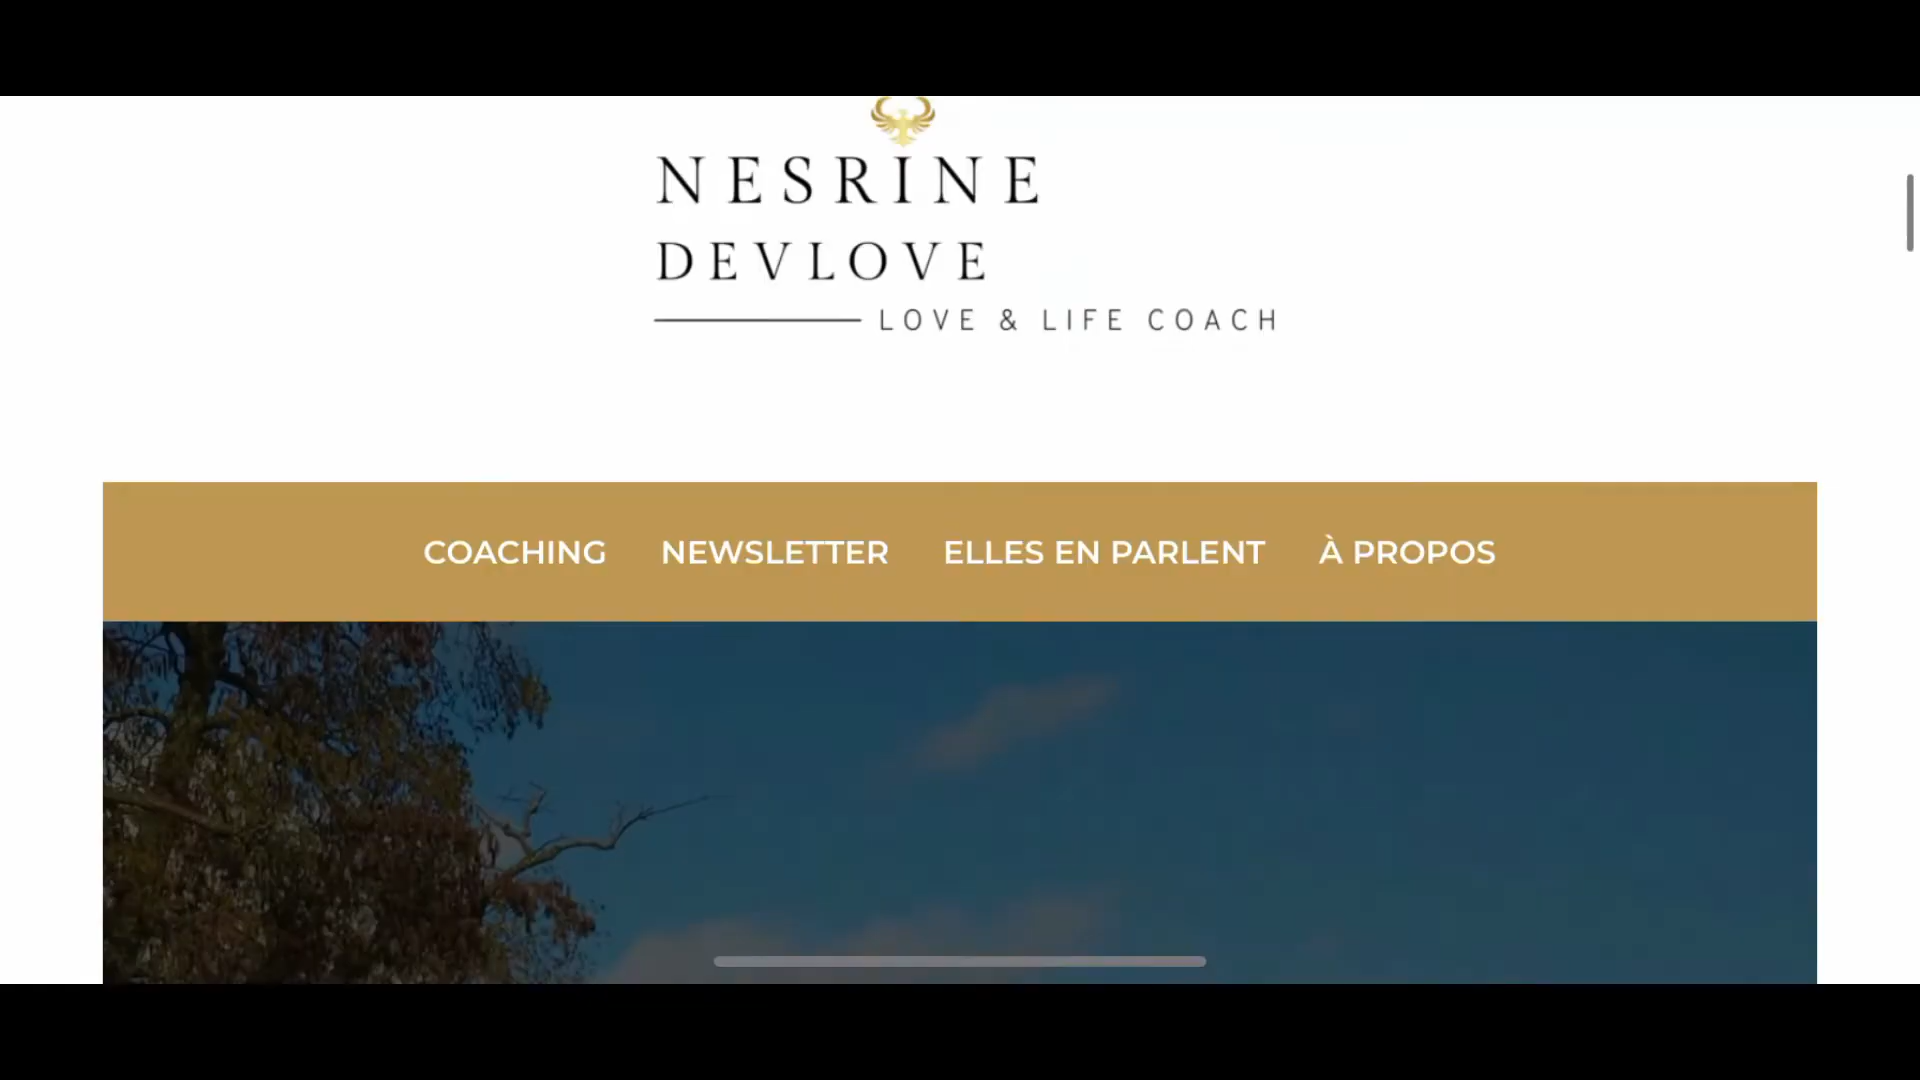 NESRINE
DEVLOVE
LOVE & LIFE COACH
COACHING NEWSLETTER ELLES EN PARLENT À PROPOS